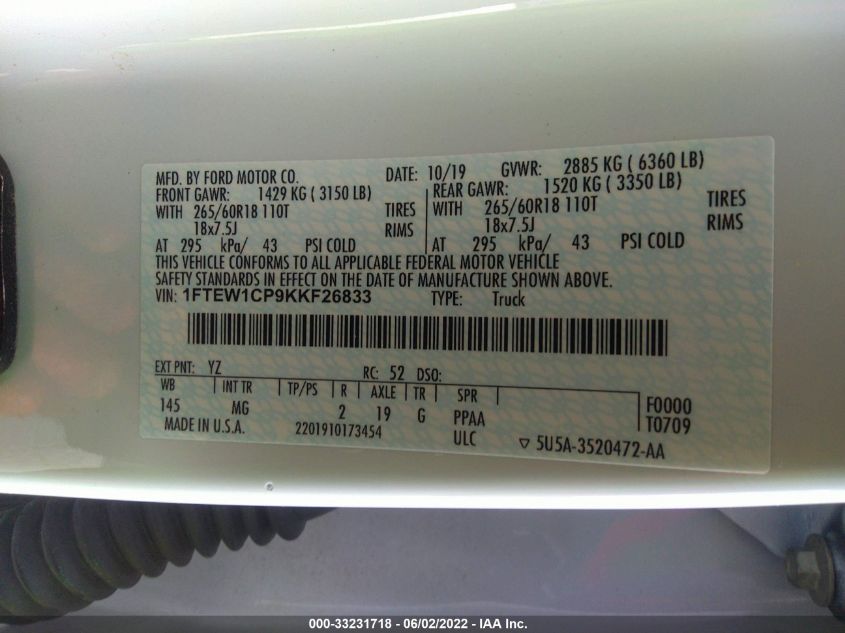 MFD. BY FORD MOTOR CO. DATE: 10/19 GVWR: 2885 KG ( 6360 LB)
FRONT GAWR: 1429 KG ( 3150 LB) REAR GAWR: 1520 KG ( 3350 LB)
WITH 265/60R18 110T TIRES WITH 265/60R18 110T TIRES
18x7.5J RIMS 18x7.5J RIMS
AT 295 kPa/ 43 PSI COLD AT 295 kPa/ 43 PSI COLD
THIS VEHICLE CONFORMS TO ALL APPLICABLE FEDERAL MOTOR VEHICLE
SAFETY STANDARDS IN EFFECT ON THE DATE OF MANUFACTURE SHOWN ABOVE.
VIN: 1FTEW1CP9KKF26833 TYPE: Truck
EXT PNT: YZ RC: 52 DSO:
WB INT TR TP/PS R AXLE TR SPR F0000
145 MG 2 19 G PPAA T0709
MADE IN U.S.A. 2201910173454 ULC ▽ 5U5A-3520472-AA
000-33231718 - 06/02/2022 - IAA Inc.